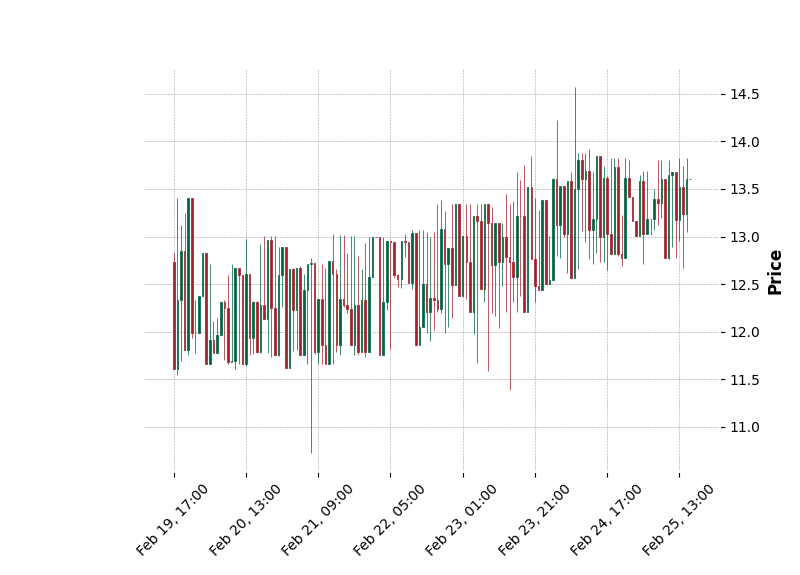 14.5
14.0
13.5
13.0
12.5
12.0
11.5
11.0
Price
Feb 19, 17:00
Feb 20, 13:00
Feb 21, 09:00
Feb 22, 05:00
Feb 23, 01:00
Feb 23, 21:00
Feb 24, 17:00
Feb 25, 13:00